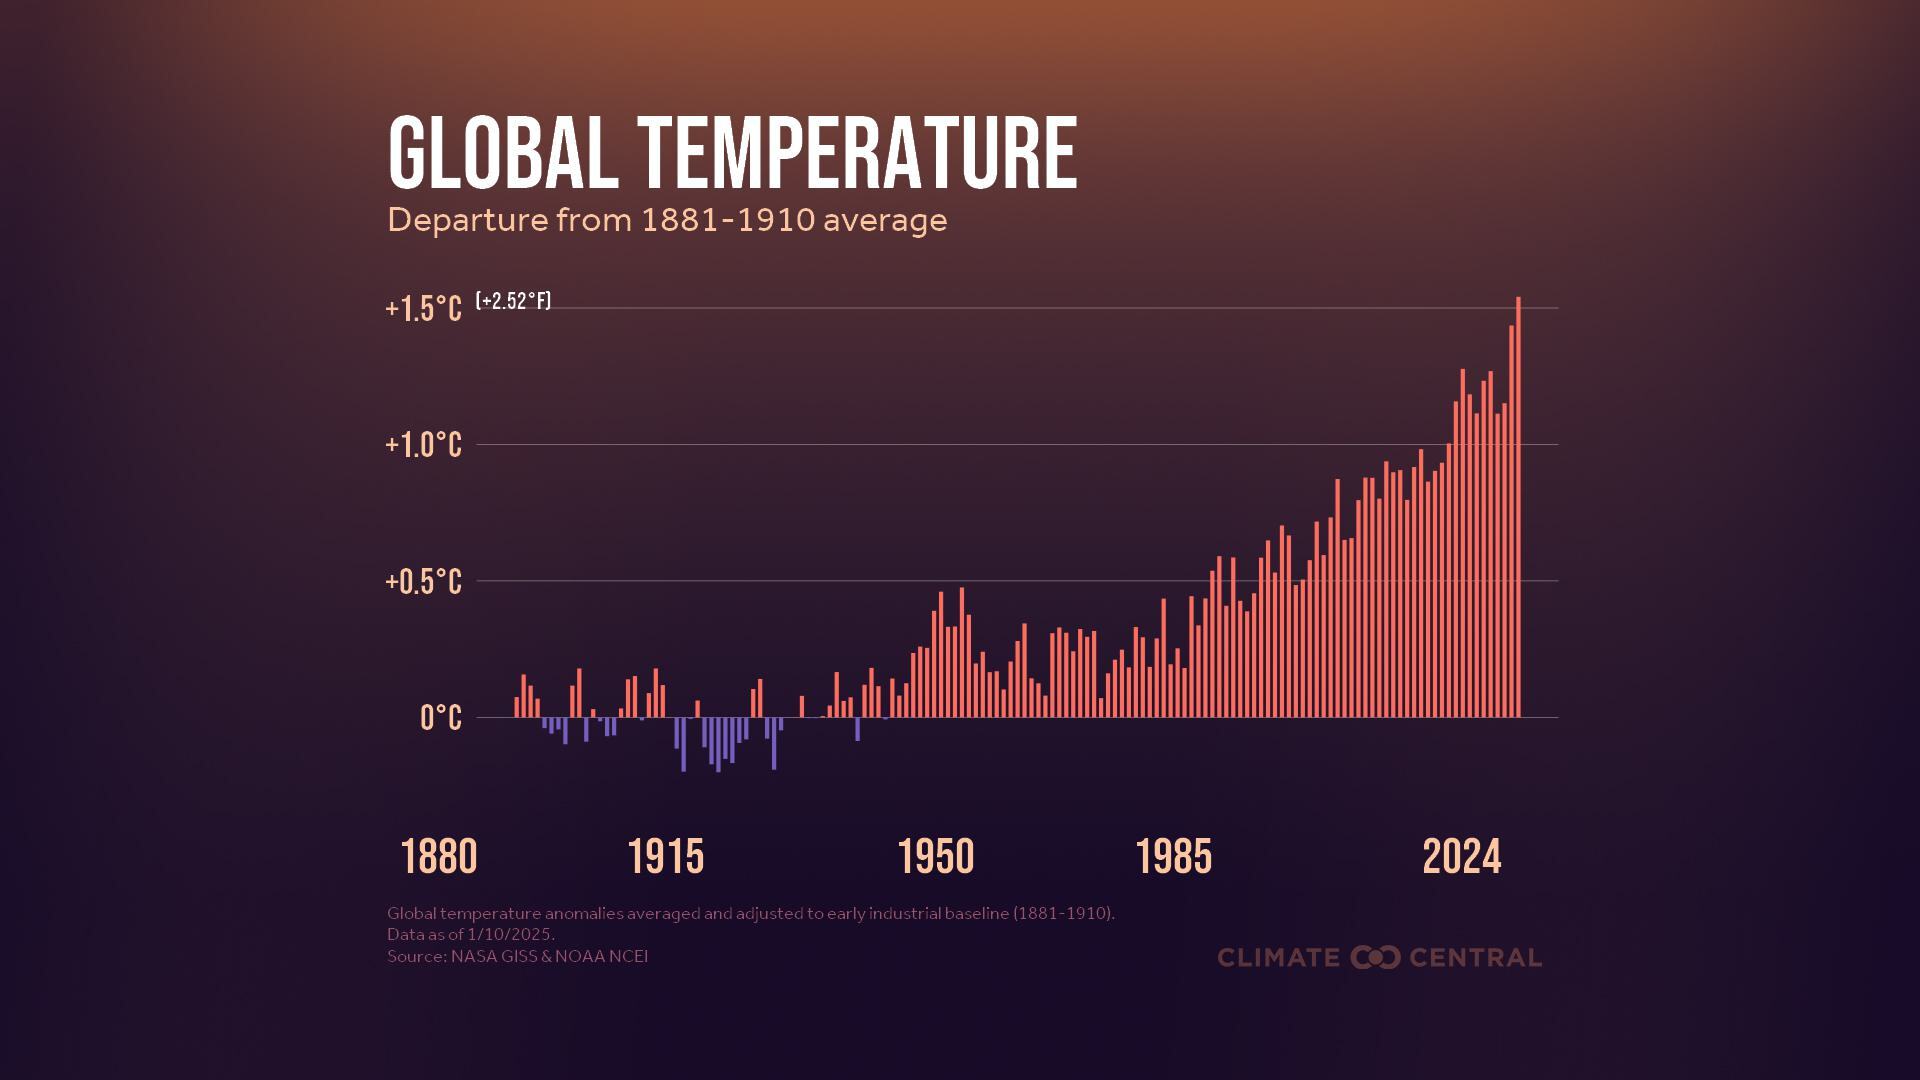 GLOBAL TEMPERATURE
Departure from 1881-1910 average
+1.5°C (+2.52°F)
+1.0°C
+0.5°C
0°C
1880 1915 1950 1985 2024
Global temperature anomalies averaged and adjusted to early industrial baseline (1881-1910).
Data as of 1/10/2025.
Source: NASA GISS & NOAA NCEI
CLIMATE CENTRAL